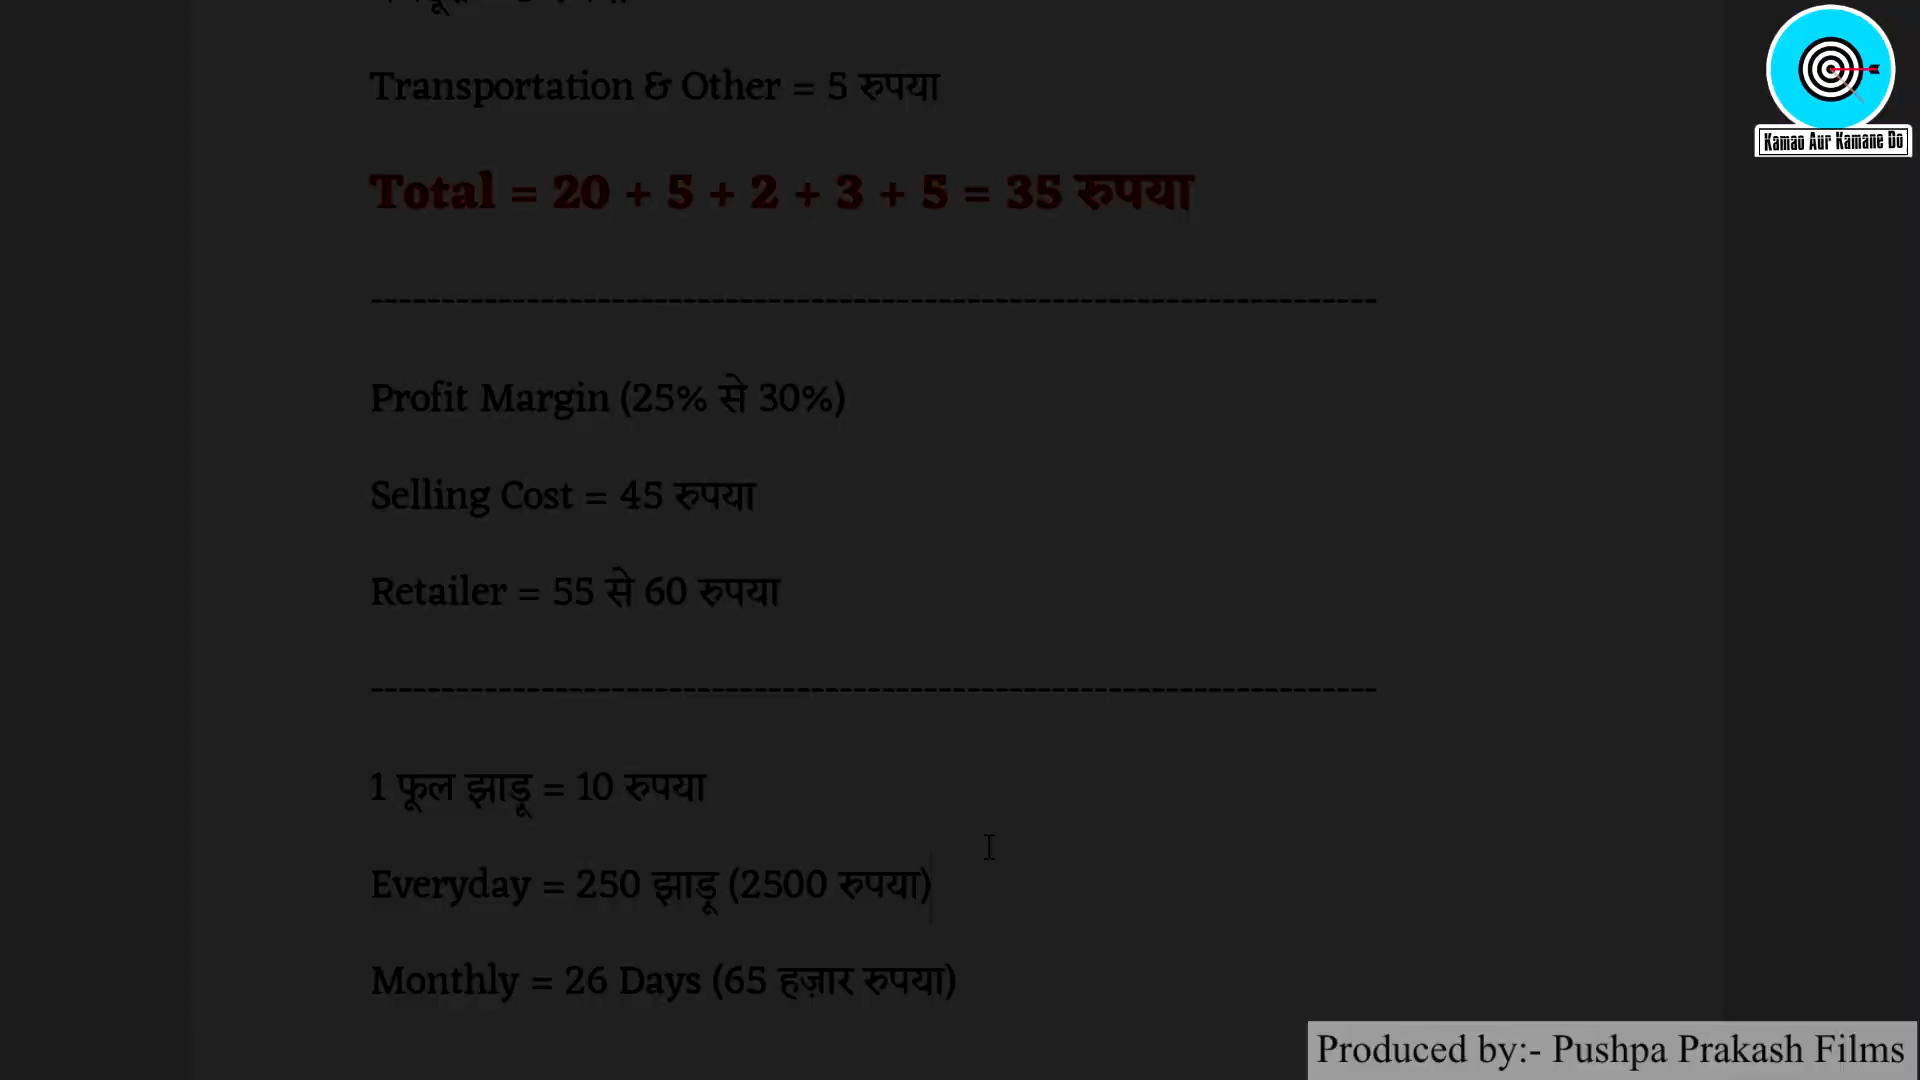 Transportation & Other = 5 रुपया
Kamao Aur Kamane Do
Total = 20 + 5 + 2 + 3 + 5 = 35 रुपया
------------------------------------------------------------------------
Profit Margin (25% से 30%)
Selling Cost = 45 रुपया
Retailer = 55 से 60 रुपया
------------------------------------------------------------------------
1 फूल झाड़ू = 10 रुपया
Everyday = 250 झाड़ू (2500 रुपया)
Monthly = 26 Days (65 हज़ार रुपया)
Produced by:- Pushpa Prakash Films